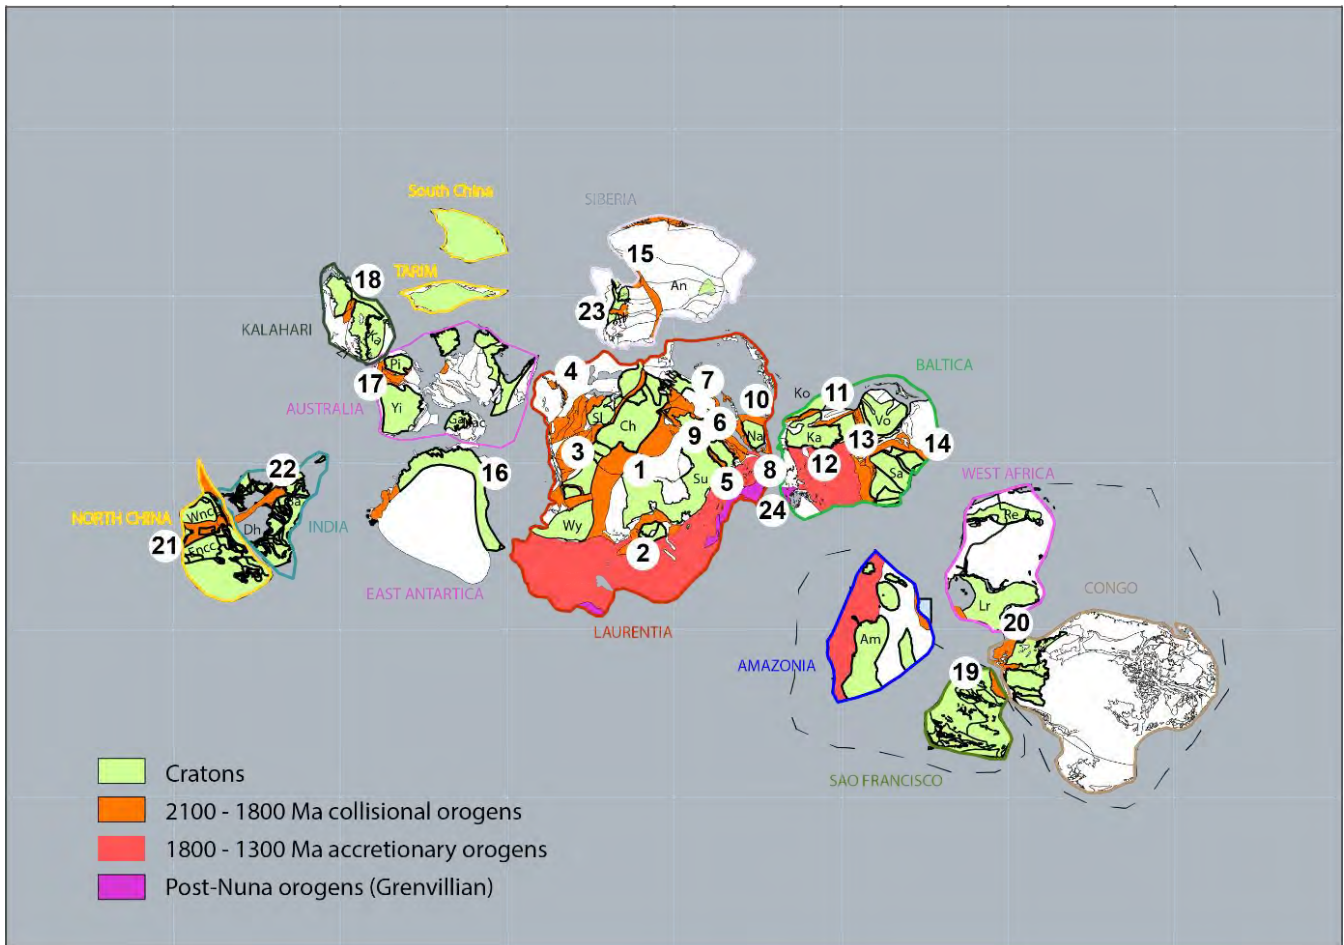 South China
SIBERIA
15
TARIM
An
18
KALAHARI
23
Ka
Pi
17
AUSTRALIA
Yi
4
7
10
Sl
Ch
6
9
Na
3
1
5
Su
8
24
Wy
2
LAURENTIA
BALTICA
Ko
11
Vo
Ka
13
14
12
Sa
16
EAST ANTARTICA
22
NORTH CHINA
Wnc
Dh
INDIA
21
Encc
WEST AFRICA
Re
Lr
CONGO
20
Am
AMAZONIA
19
SAO FRANCISCO
Cratons
2100 - 1800 Ma collisional orogens
1800 - 1300 Ma accretionary orogens
Post-Nuna orogens (Grenvillian)